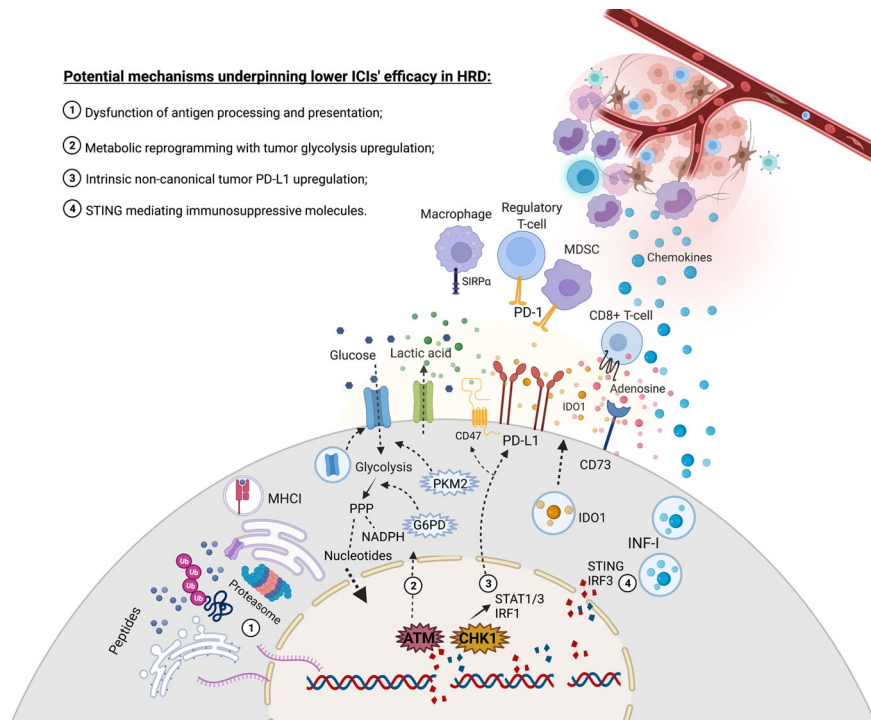 Potential mechanisms underpinning lower ICIs' efficacy in HRD:
1 Dysfunction of antigen processing and presentation;
2 Metabolic reprogramming with tumor glycolysis upregulation;
3 Intrinsic non-canonical tumor PD-L1 upregulation;
4 STING mediating immunosuppressive molecules.
Macrophage
Regulatory
T-cell
MDSC
SIRPα
PD-1
Chemokines
CD8+ T-cell
Glucose
Lactic acid
Adenosine
IDO1
CD47
PD-L1
CD73
Glycolysis
PKM2
MHCI
PPP
G6PD
NADPH
IDO1
INF-I
Nucleotides
Ub
Ub
Ub
Ub
Proteasome
Peptides
1
2
3
STAT1/3
IRF1
STING
IRF3
4
ATM
CHK1